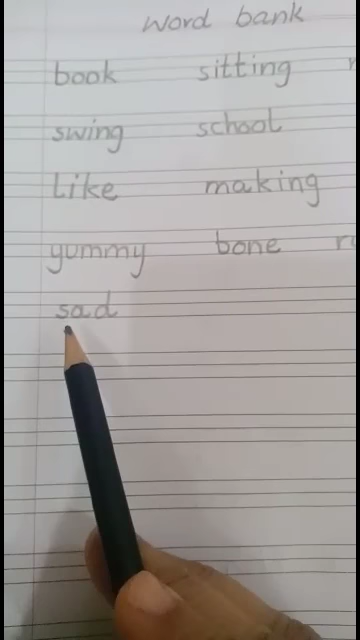 word bank
book sitting
swing school
Like making
yummy bone
sad